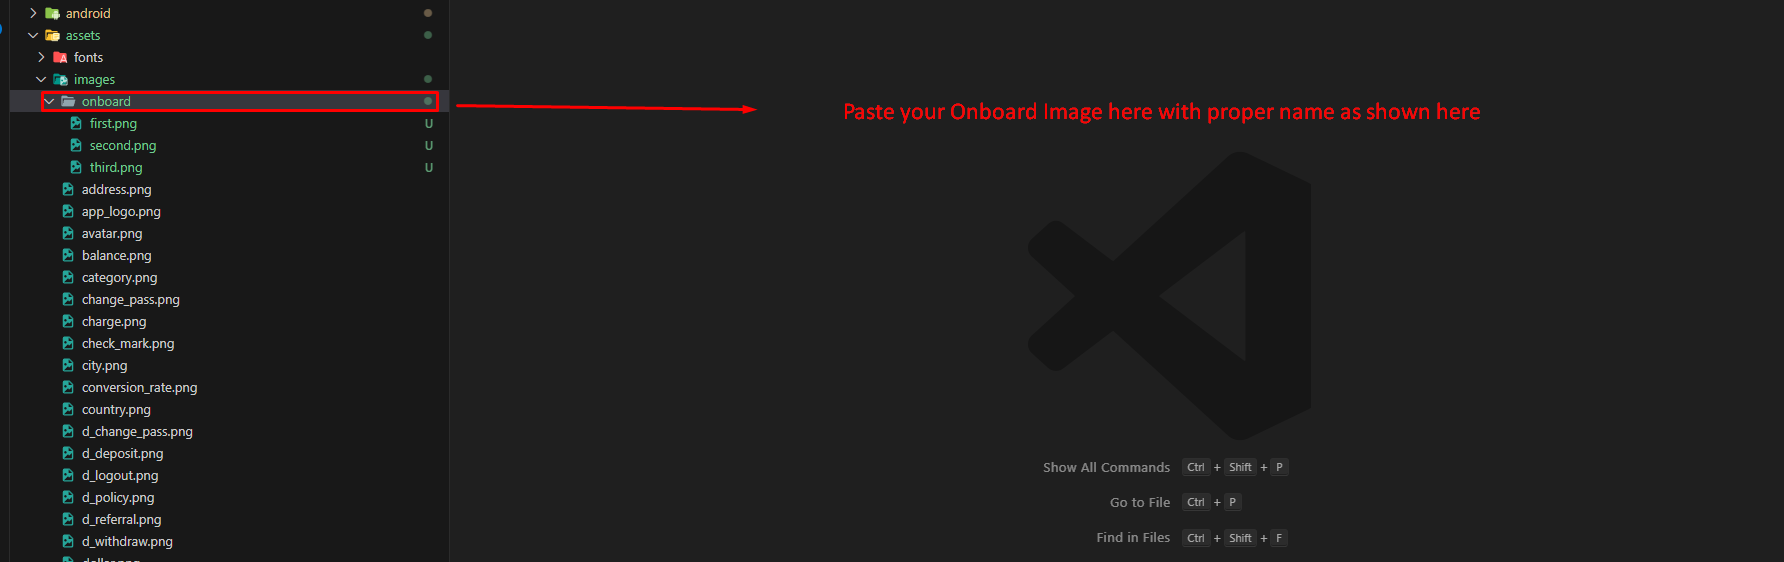 android
assets
fonts
images
onboard
Paste your Onboard Image here with proper name as shown here
first.png U
second.png U
third.png U
address.png
app_logo.png
avatar.png
balance.png
category.png
change_pass.png
charge.png
check_mark.png
city.png
conversion_rate.png
country.png
d_change_pass.png
d_deposit.png
d_logout.png
d_policy.png
d_referral.png
d_withdraw.png
Show All Commands Ctrl + Shift + P
Go to File Ctrl + P
Find in Files Ctrl + Shift + F